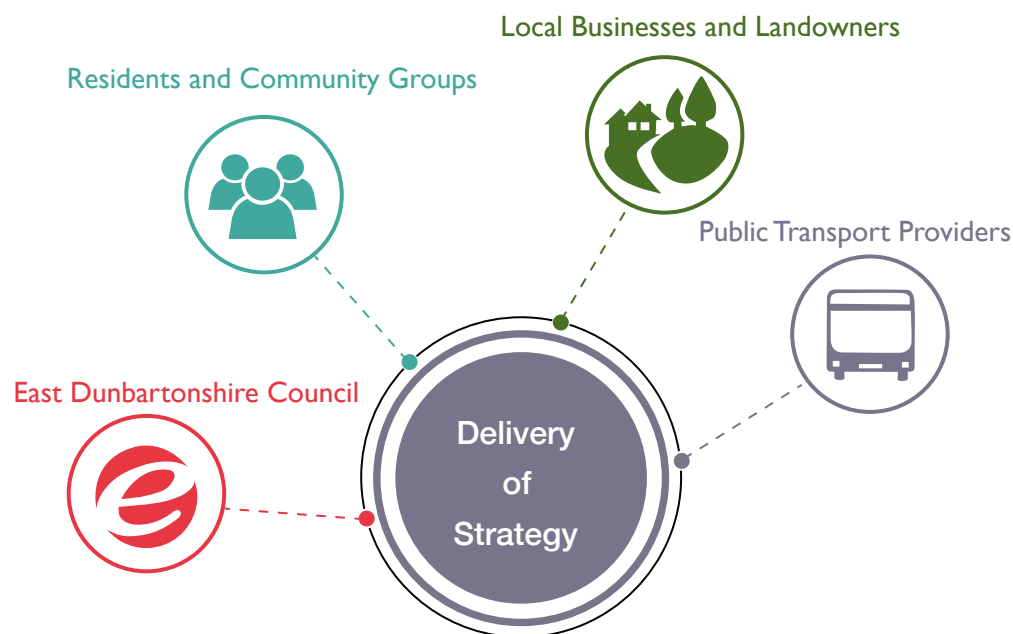 Local Businesses and Landowners
Residents and Community Groups
Public Transport Providers
East Dunbartonshire Council
Delivery
of
Strategy